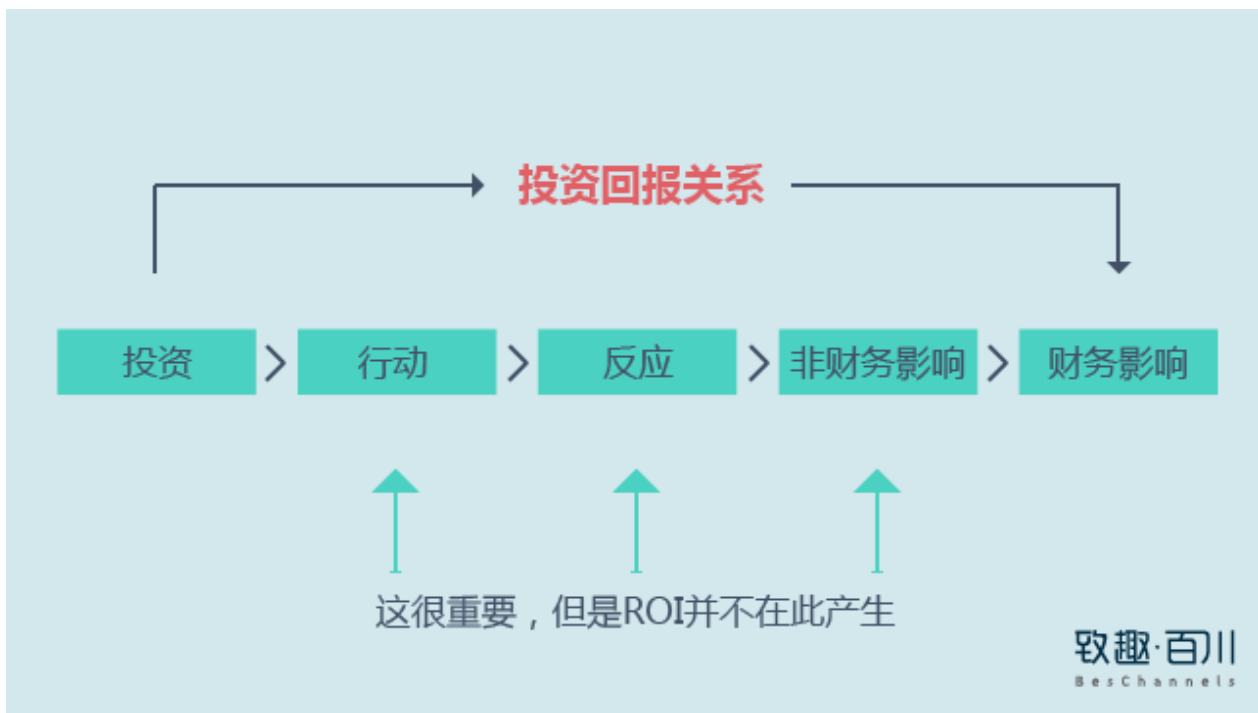 投资回报关系
投资 > 行动 > 反应 > 非财务影响 > 财务影响
这很重要，但是ROI并不在此产生
致趣·百川
BesChannels